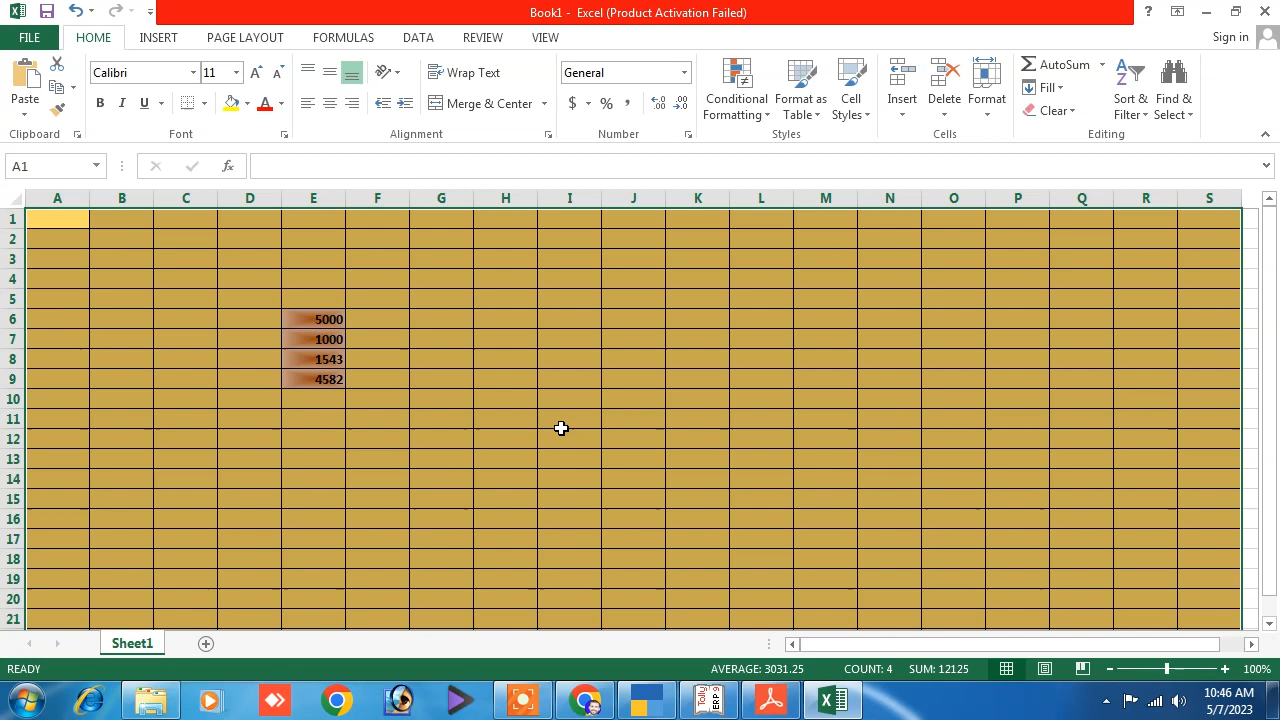 Book1 - Excel (Product Activation Failed)
FILE HOME INSERT PAGE LAYOUT FORMULAS DATA REVIEW VIEW Sign in
Calibri 11 Wrap Text General AutoSum
Paste B I U Merge & Center $ % , Conditional Formatting Format as Table Cell Styles Insert Delete Format Fill Sort & Filter Find & Select
Clear
Clipboard Font Alignment Number Styles Cells Editing
A1 fx
A B C D E F G H I J K L M N O P Q R S
1
2
3
4
5
6 5000
7 1000
8 1543
9 4582
10
11
12
13
14
15
16
17
18
19
20
21
Sheet1
READY AVERAGE: 3031.25 COUNT: 4 SUM: 12125 100%
10:46 AM
5/7/2023